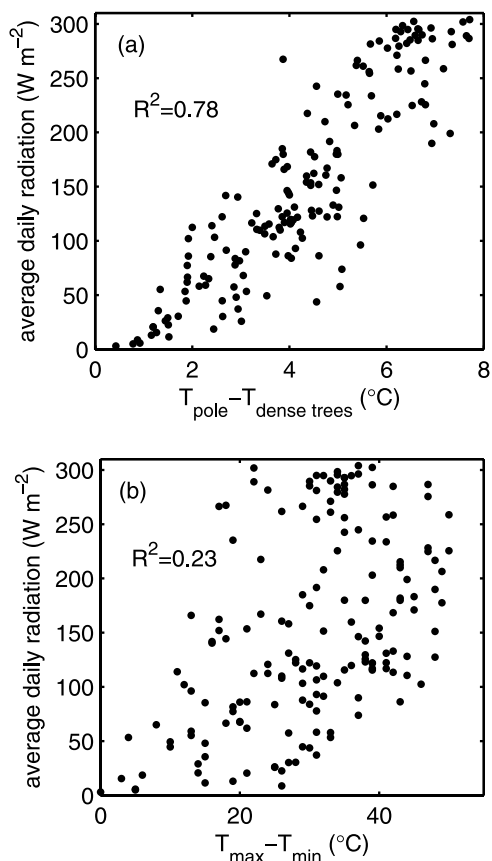 (a)
R²=0.78
average daily radiation (W m⁻²)
300
250
200
150
100
50
0
0 2 4 6 8
T_pole−T_dense trees (°C)
(b)
R²=0.23
average daily radiation (W m⁻²)
300
250
200
150
100
50
0
20 40
T_max−T_min (°C)